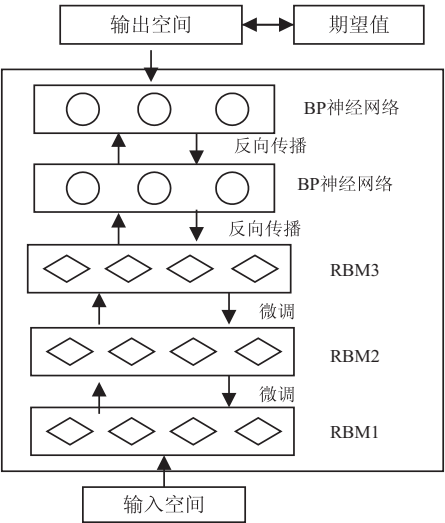 输出空间
期望值
BP神经网络
反向传播
BP神经网络
反向传播
RBM3
微调
RBM2
微调
RBM1
输入空间